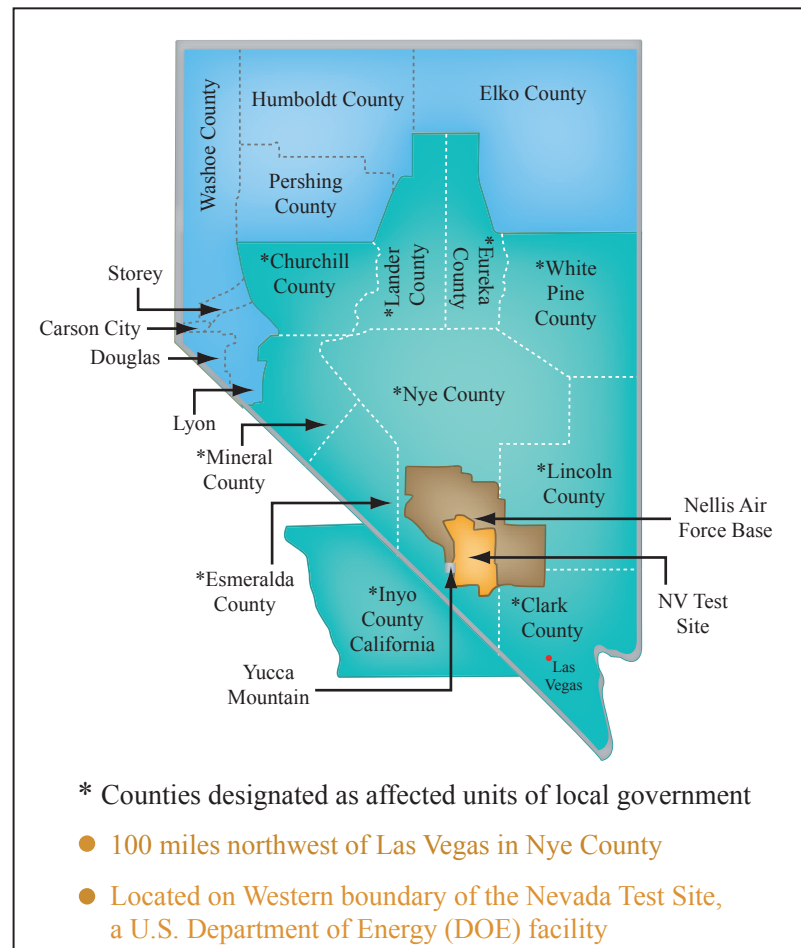 Washoe County
Humboldt County
Elko County
Pershing
County
*Churchill
County
*Lander
County
*Eureka
County
*White
Pine
County
Storey
Carson City
Douglas
Lyon
*Nye County
*Mineral
County
*Lincoln
County
Nellis Air
Force Base
*Esmeralda
County
*Inyo
County
California
*Clark
County
NV Test
Site
Yucca
Mountain
Las
Vegas
* Counties designated as affected units of local government
● 100 miles northwest of Las Vegas in Nye County
● Located on Western boundary of the Nevada Test Site,
a U.S. Department of Energy (DOE) facility